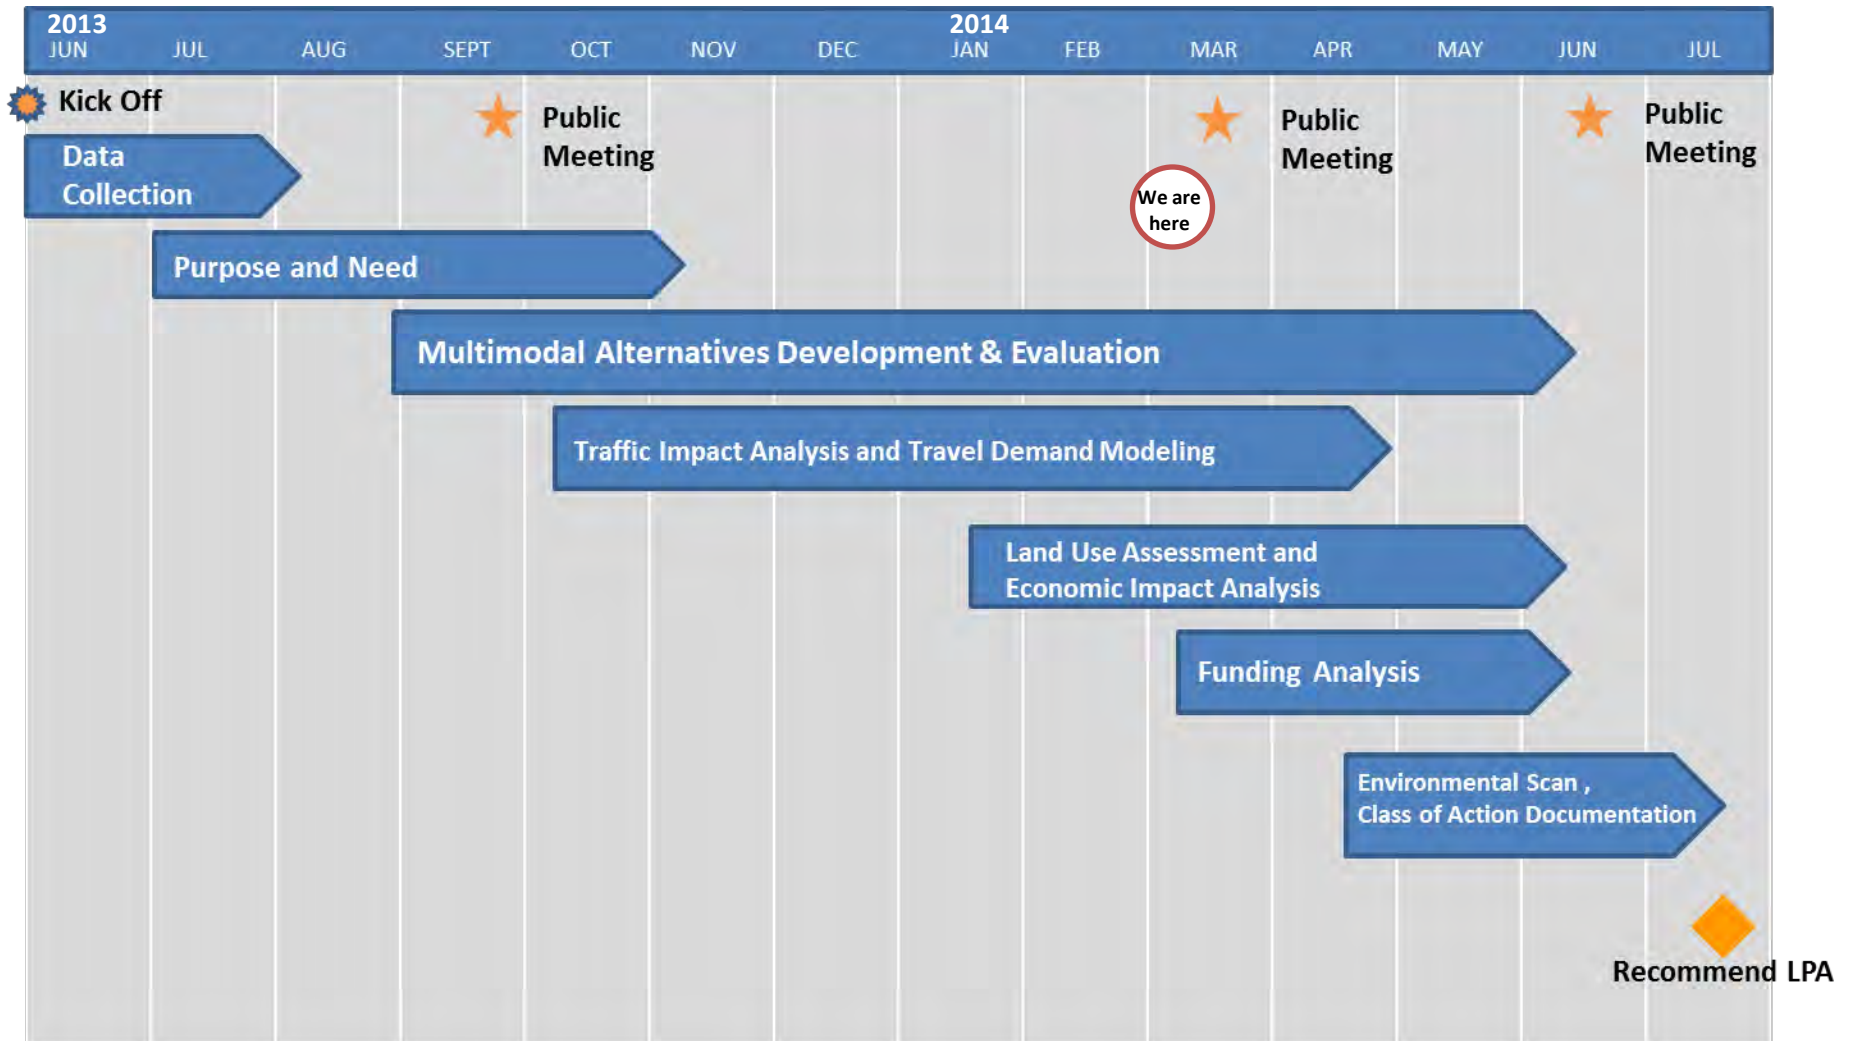 2013
2014
JUN JUL AUG SEPT OCT NOV DEC JAN FEB MAR APR MAY JUN JUL
Kick Off
Public
Meeting
Public
Meeting
Public
Meeting
Data
Collection
We are
here
Purpose and Need
Multimodal Alternatives Development & Evaluation
Traffic Impact Analysis and Travel Demand Modeling
Land Use Assessment and
Economic Impact Analysis
Funding Analysis
Environmental Scan ,
Class of Action Documentation
Recommend LPA